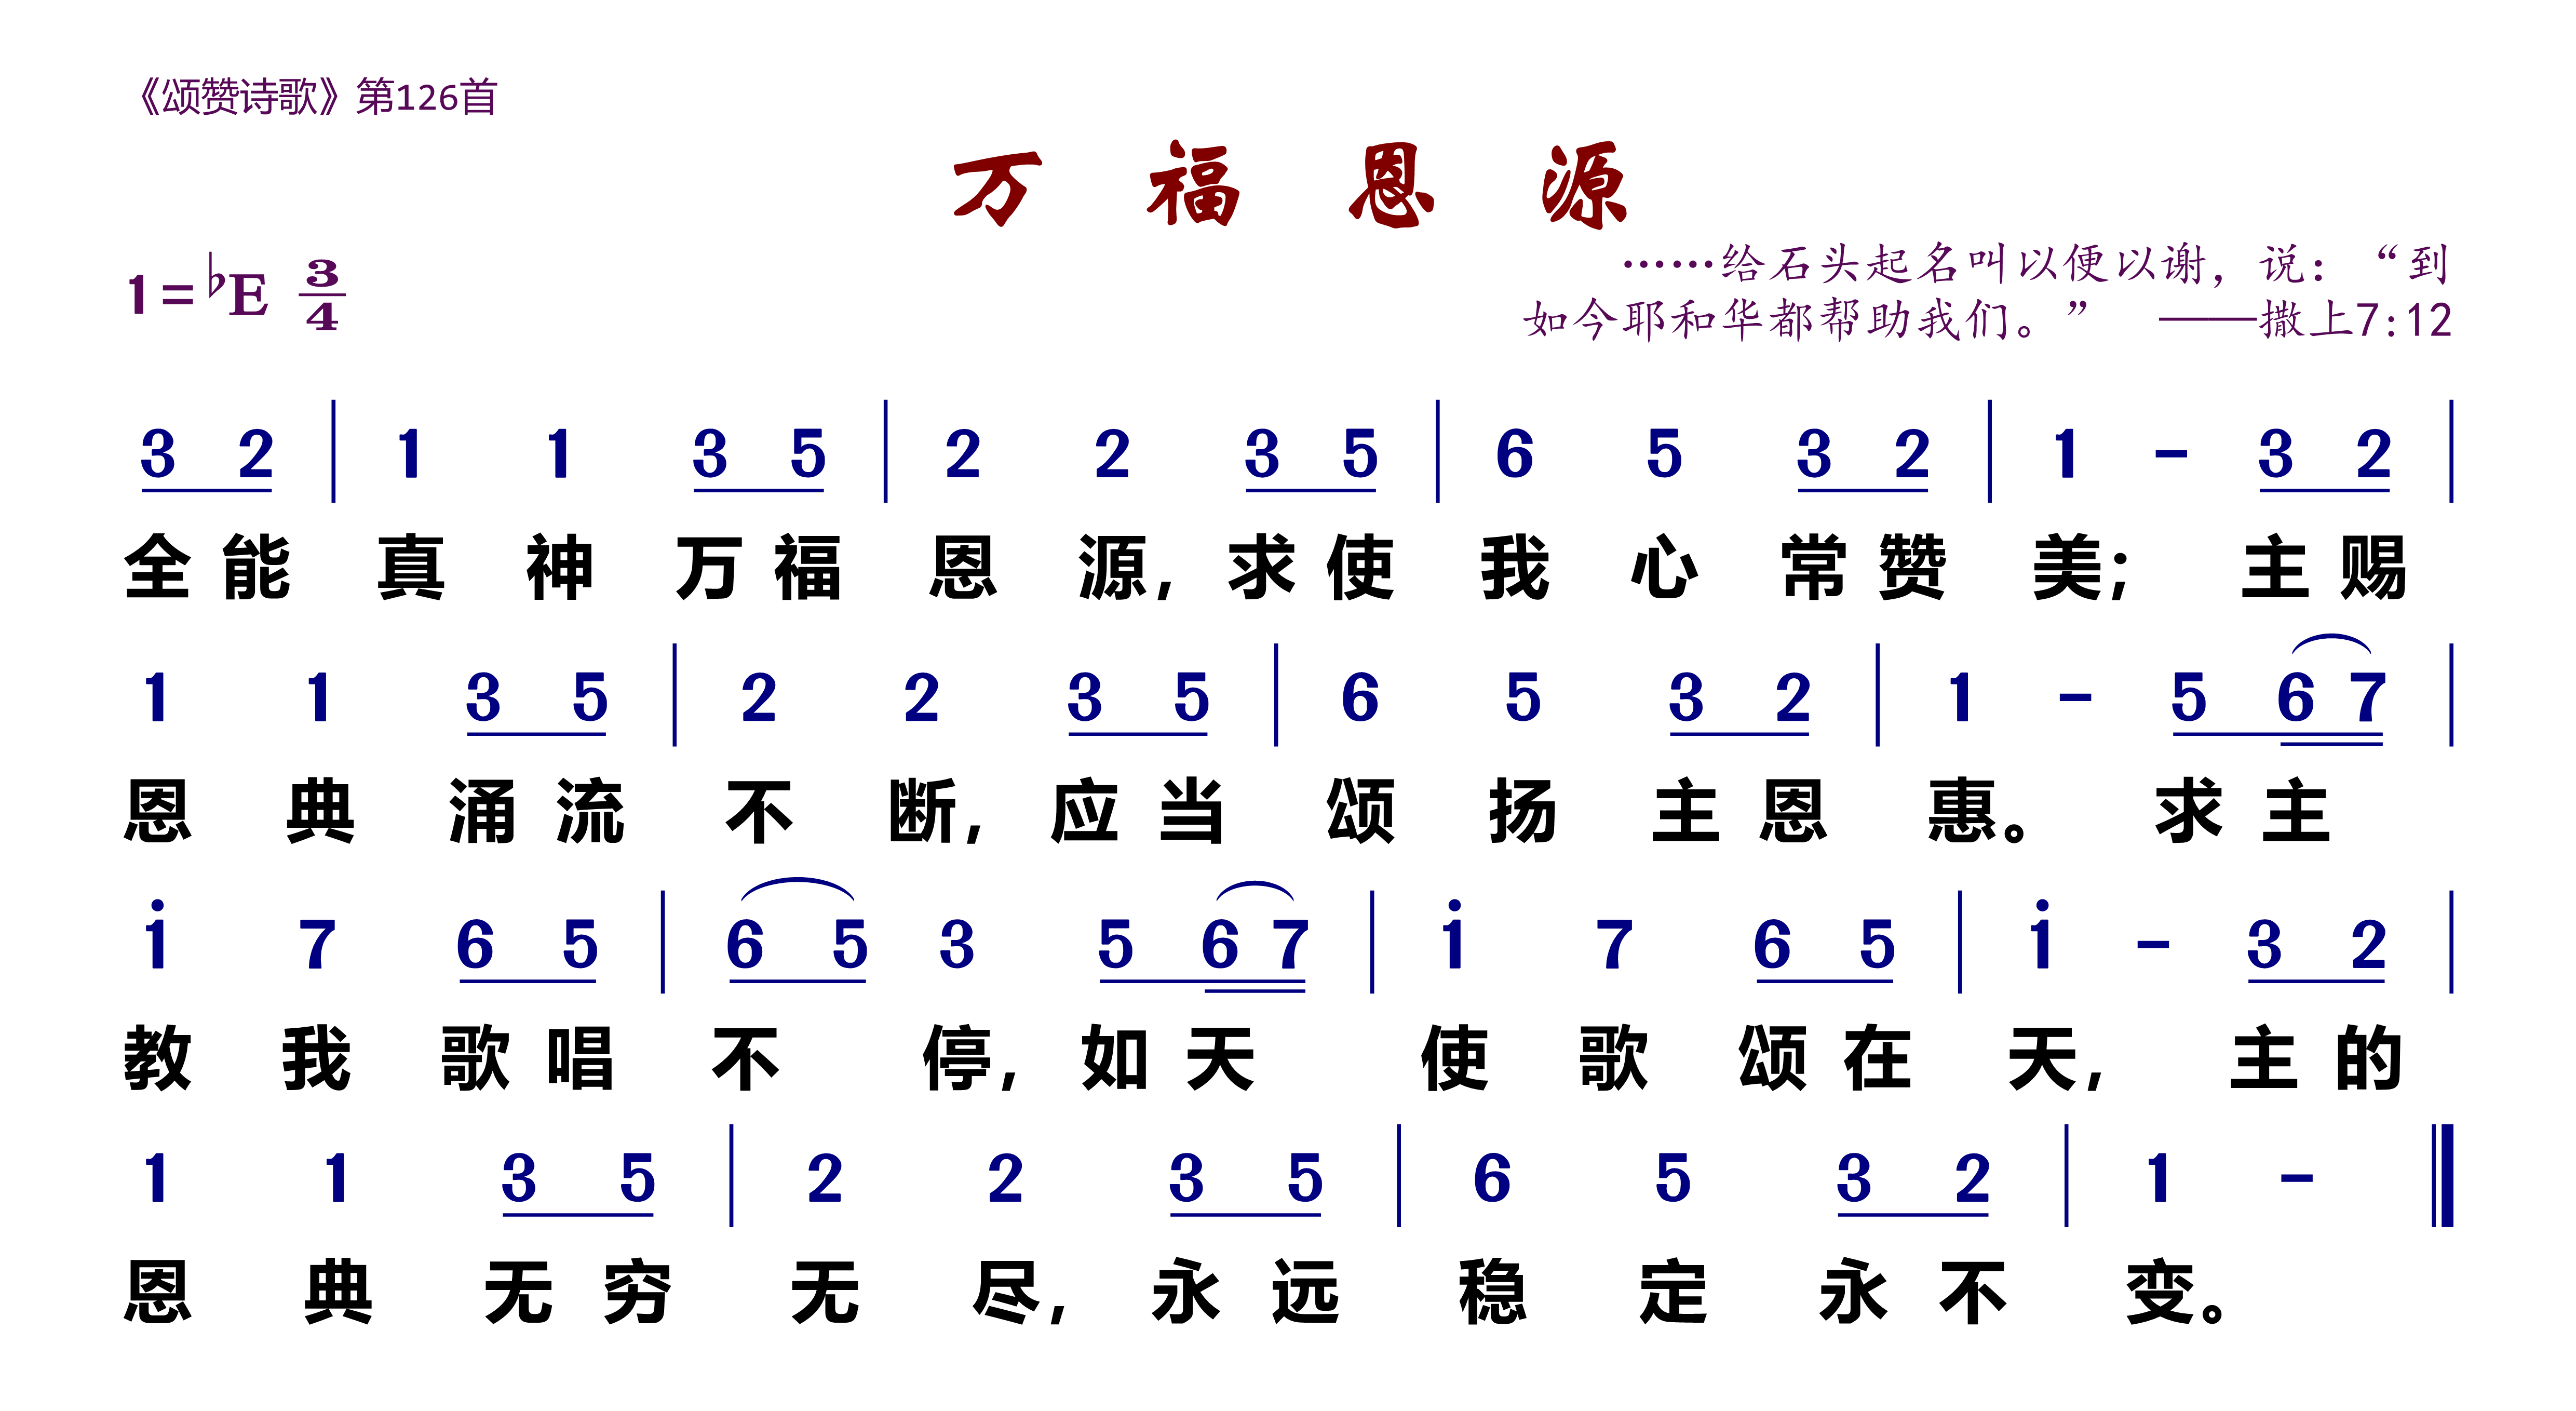 《颂赞诗歌》第126首
万 福 恩 源
1=♭E 3/4
……给石头起名叫以便以谢，说：“到
如今耶和华都帮助我们。” ——撒上7:12
3 2 | 1 1 3 5 | 2 2 3 5 | 6 5 3 2 | 1 - 3 2 |
全 能 真 神 万 福 恩 源， 求 使 我 心 常 赞 美； 主 赐
1 1 3 5 | 2 2 3 5 | 6 5 3 2 | 1 - 5 6 7 |
恩 典 涌 流 不 断， 应 当 颂 扬 主 恩 惠。 求 主
1̇ 7 6 5 | 6 5 3 5 6 7 | 1̇ 7 6 5 | 1̇ - 3 2 |
教 我 歌 唱 不 停， 如 天 使 歌 颂 在 天， 主 的
1 1 3 5 | 2 2 3 5 | 6 5 3 2 | 1 - ‖
恩 典 无 穷 无 尽， 永 远 稳 定 永 不 变。